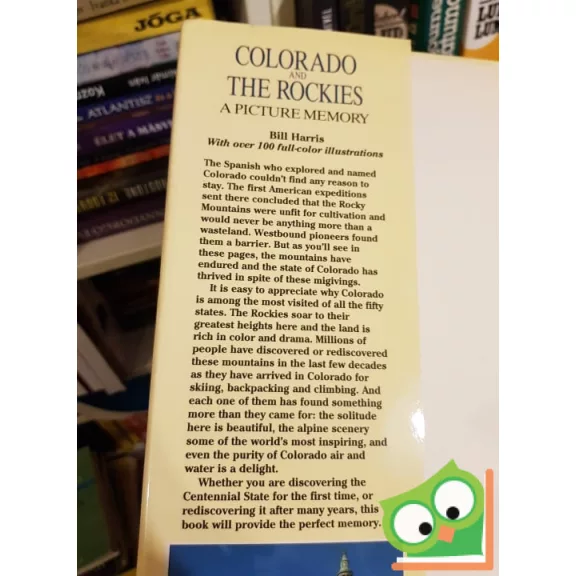 COLORADO
AND
THE ROCKIES
A PICTURE MEMORY
Bill Harris
With over 100 full-color illustrations
The Spanish who explored and named
Colorado couldn't find any reason to
stay. The first American expeditions
sent there concluded that the Rocky
Mountains were unfit for cultivation and
would never be anything more than a
wasteland. Westbound pioneers found
them a barrier. But as you'll see in
these pages, the mountains have
endured and the state of Colorado has
thrived in spite of these migivings.
It is easy to appreciate why Colorado
is among the most visited of all the fifty
states. The Rockies soar to their
greatest heights here and the land is
rich in color and drama. Millions of
people have discovered or rediscovered
these mountains in the last few decades
as they have arrived in Colorado for
skiing, backpacking and climbing. And
each one of them has found something
more than they came for: the solitude
here is beautiful, the alpine scenery
some of the world's most inspiring, and
even the purity of Colorado air and
water is a delight.
Whether you are discovering the
Centennial State for the first time, or
rediscovering it after many years, this
book will provide the perfect memory.
JÓGA
ATLANTISZ
ÉLET A MÁS